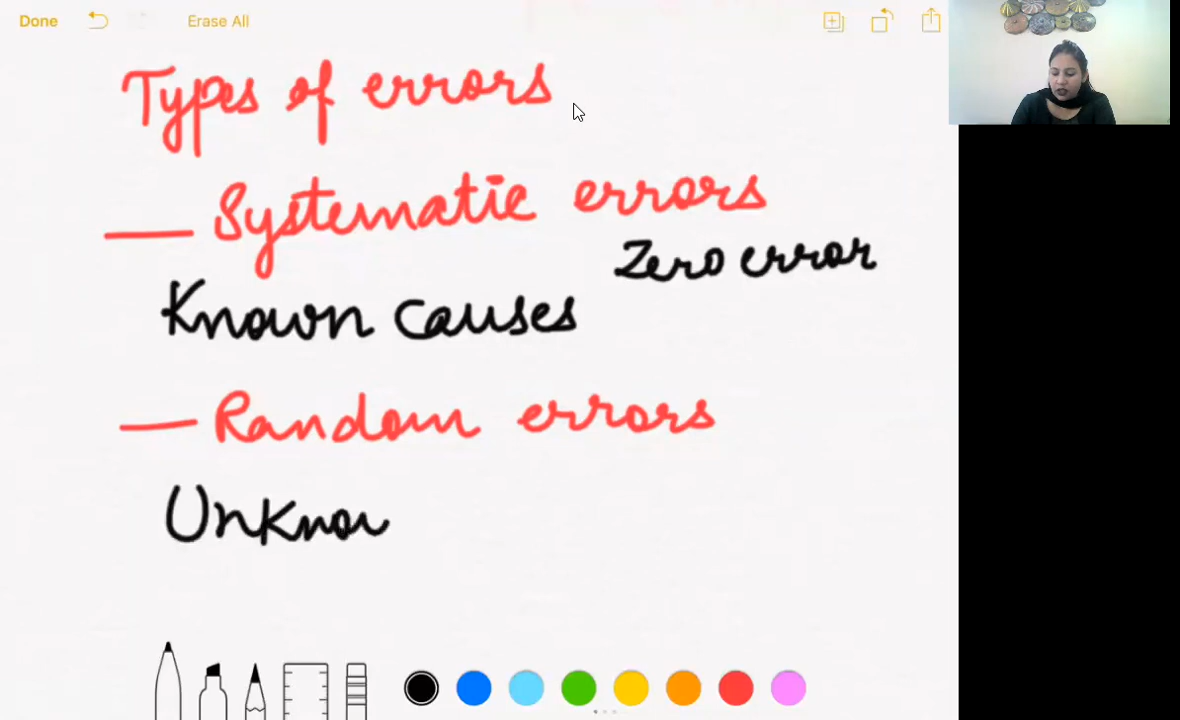 Done Erase All
Types of errors
— Systematic errors
Zero error
Known causes
— Random errors
Unknow